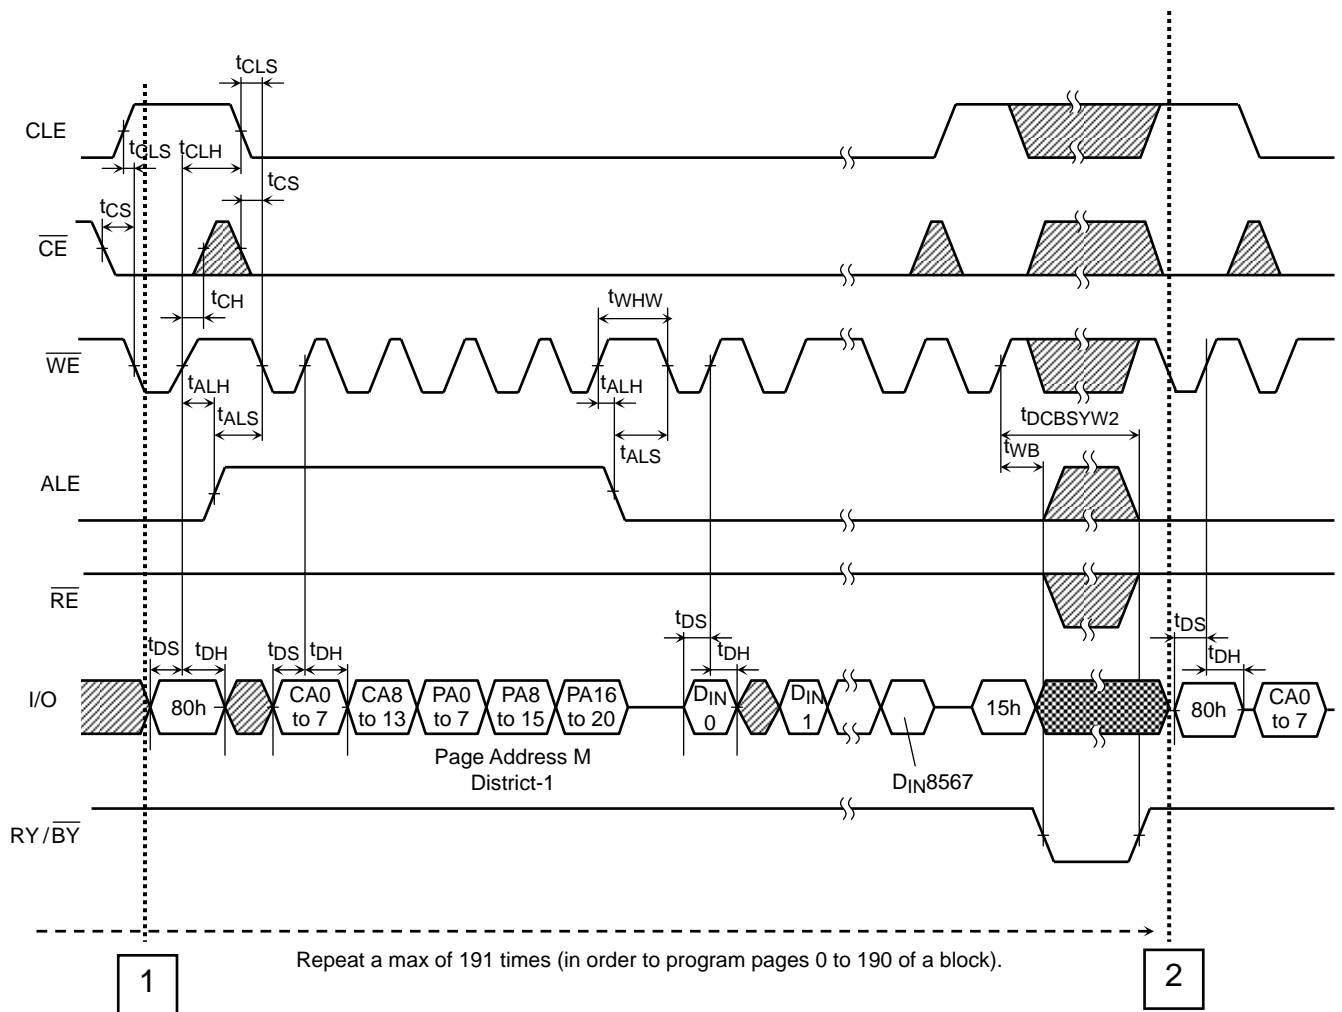 tCLS
CLE
tCLS tCLH
tCS
tCS
CE
tCH
tWHW
WE
tALH
tALH
tALS
tDCBSYW2
tALS
tWB
ALE
RE
tDS
tDS
tDS tDH tDS tDH
tDH
tDH
I/O
80h
CA0 to 7
CA8 to 13
PA0 to 7
PA8 to 15
PA16 to 20
DIN 0
DIN 1
15h
80h
CA0 to 7
Page Address M
District-1
DIN8567
RY/BY
Repeat a max of 191 times (in order to program pages 0 to 190 of a block).
1
2